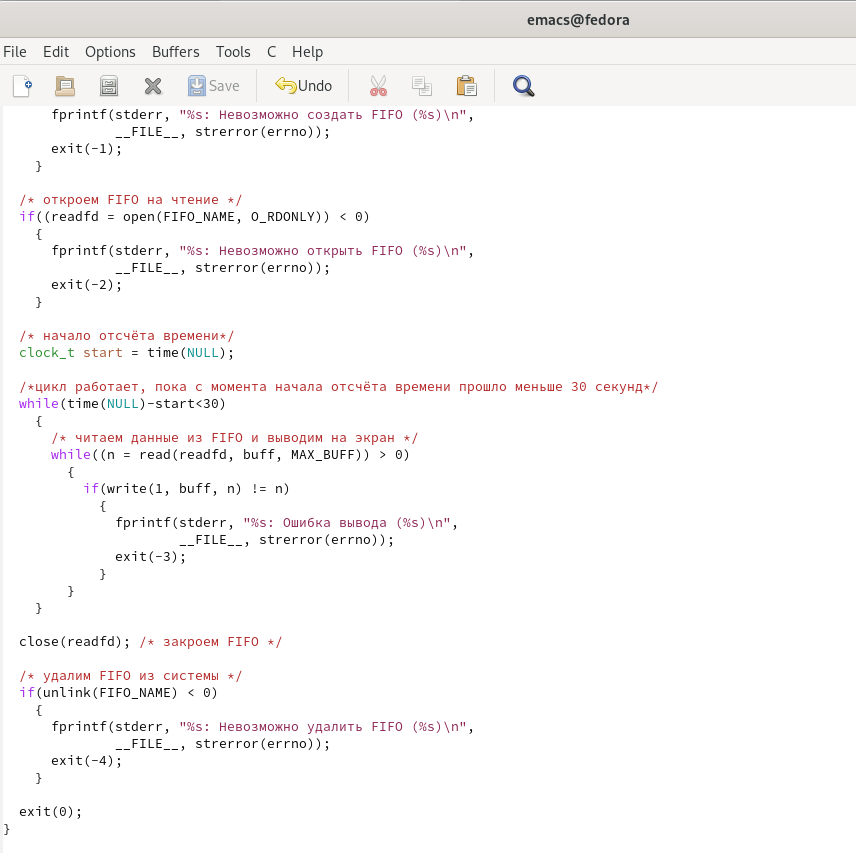 emacs@fedora
File Edit Options Buffers Tools C Help
Save Undo
fprintf(stderr, "%s: Невозможно создать FIFO (%s)\n",
__FILE__, strerror(errno));
exit(-1);
}
/* откроем FIFO на чтение */
if((readfd = open(FIFO_NAME, O_RDONLY)) < 0)
{
fprintf(stderr, "%s: Невозможно открыть FIFO (%s)\n",
__FILE__, strerror(errno));
exit(-2);
}
/* начало отсчёта времени*/
clock_t start = time(NULL);
/*цикл работает, пока с момента начала отсчёта времени прошло меньше 30 секунд*/
while(time(NULL)-start<30)
{
/* читаем данные из FIFO и выводим на экран */
while((n = read(readfd, buff, MAX_BUFF)) > 0)
{
if(write(1, buff, n) != n)
{
fprintf(stderr, "%s: Ошибка вывода (%s)\n",
__FILE__, strerror(errno));
exit(-3);
}
}
}
close(readfd); /* закроем FIFO */
/* удалим FIFO из системы */
if(unlink(FIFO_NAME) < 0)
{
fprintf(stderr, "%s: Невозможно удалить FIFO (%s)\n",
__FILE__, strerror(errno));
exit(-4);
}
exit(0);
}